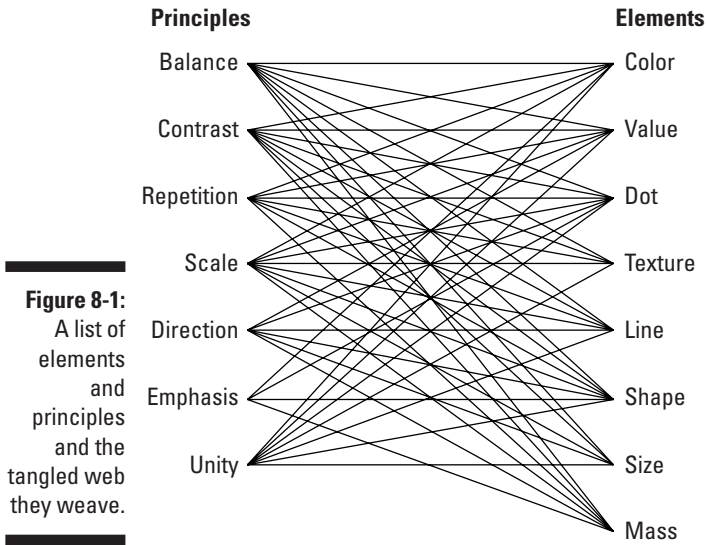 Principles
Elements
Balance
Color
Contrast
Value
Repetition
Dot
Scale
Texture
Direction
Line
Emphasis
Shape
Unity
Size
Mass
Figure 8-1:
A list of
elements
and
principles
and the
tangled web
they weave.